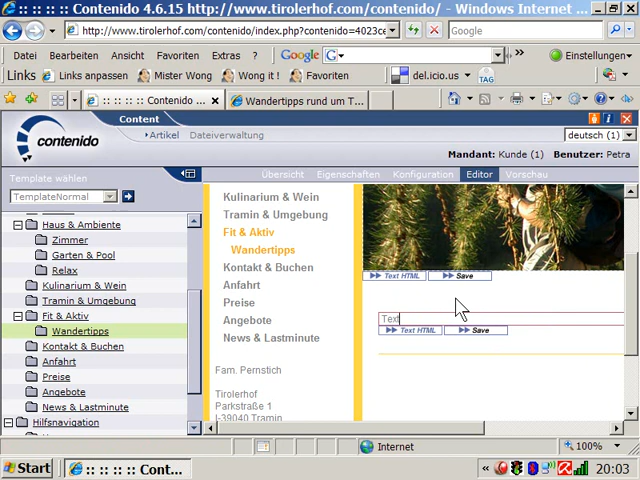 :: :: :: :: Contenido 4.6.15 http://www.tirolerhof.com/contenido/ - Windows Internet ...
http://www.tirolerhof.com/contenido/index.php?contenido=4023ce
Google
Datei Bearbeiten Ansicht Favoriten Extras Google G Einstellungen
Links Links anpassen Mister Wong Wong it ! Favoriten del.icio.us TAG
:: :: :: :: Contenido ... Wandertipps rund um T...
contenido
Content
Artikel Dateiverwaltung
deutsch (1)
Mandant: Kunde (1) Benutzer: Petra
Template wählen
TemplateNormal
Übersicht Eigenschaften Konfiguration Editor Vorschau
Haus & Ambiente
Zimmer
Garten & Pool
Relax
Kulinarium & Wein
Tramin & Umgebung
Fit & Aktiv
Wandertipps
Kontakt & Buchen
Anfahrt
Preise
Angebote
News & Lastminute
Hilfsnavigation
Kulinarium & Wein
Tramin & Umgebung
Fit & Aktiv
Wandertipps
Kontakt & Buchen
Anfahrt
Preise
Angebote
News & Lastminute
Fam. Pernstich
Tirolerhof
Parkstraße 1
I-39040 Tramin
Text HTML Save
Text
Text HTML Save
Internet 100%
Start :: :: :: :: Cont... 20:03